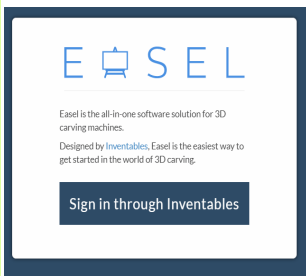 EASEL
Easel is the all-in-one software solution for 3D
carving machines.
Designed by Inventables, Easel is the easiest way to
get started in the world of 3D carving.
Sign in through Inventables